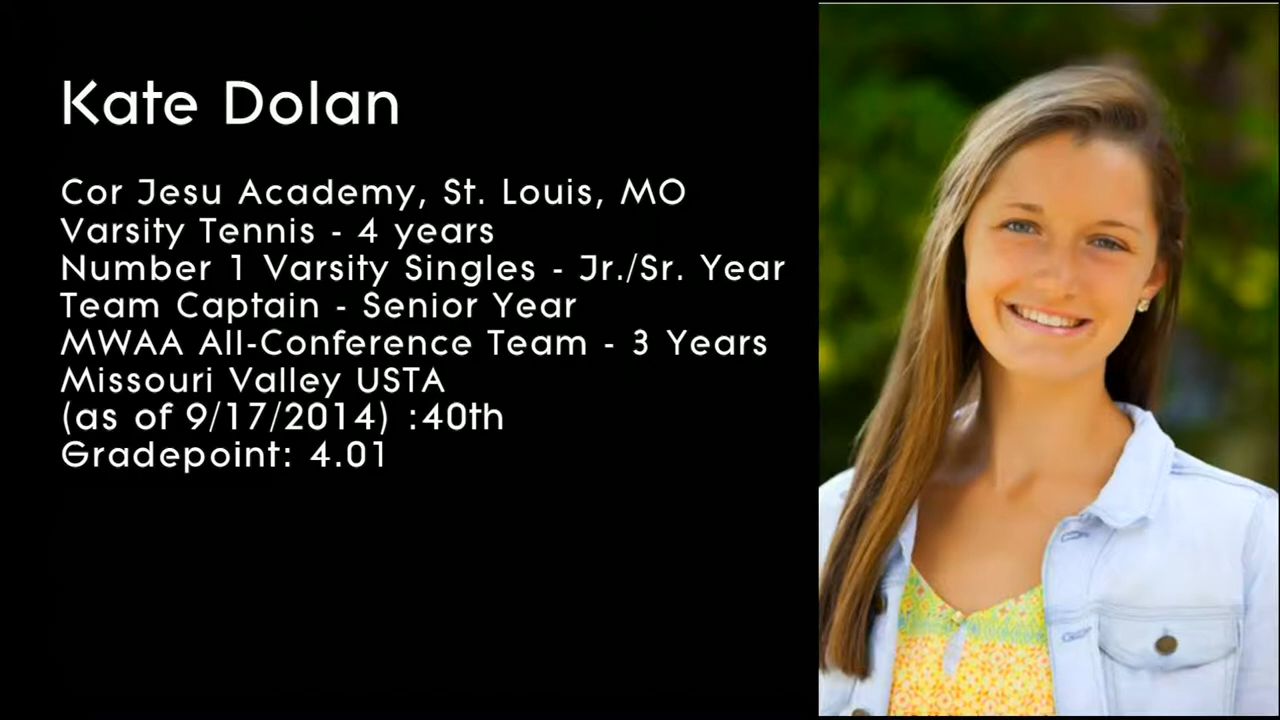 Kate Dolan
Cor Jesu Academy, St. Louis, MO
Varsity Tennis - 4 years
Number 1 Varsity Singles - Jr./Sr. Year
Team Captain - Senior Year
MWAA All-Conference Team - 3 Years
Missouri Valley USTA
(as of 9/17/2014) :40th
Gradepoint: 4.01